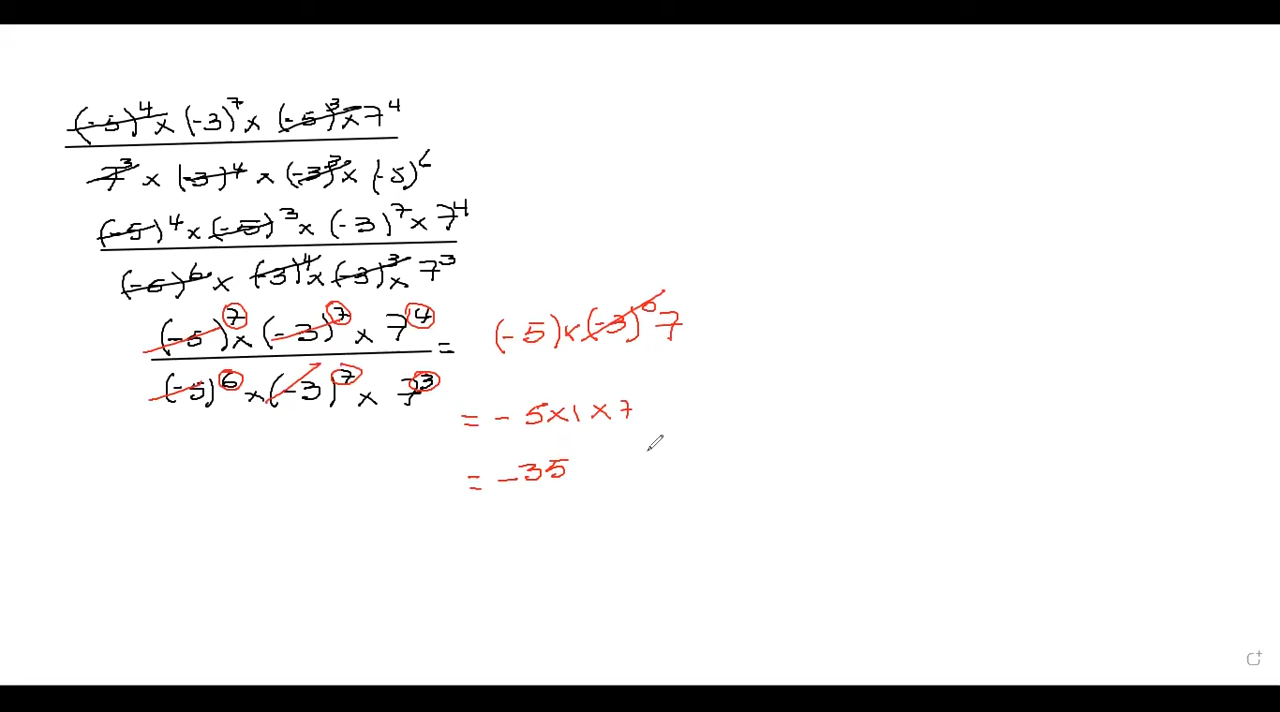 (-5)⁴ x (-3)⁷ x (-5)³ x 7⁴
7³ x (-3)⁴ x (-3)³ x (-5)⁶
(-5)⁴ x (-5)³ x (-3)⁷ x 7⁴
(-5)⁶ x (-3)⁴ x (-3)³ x 7³
(-5)⁷ x (-3)⁷ x 7⁴ = (-5) x (-3)⁰ 7
(-5)⁶ x (-3)⁷ x 7³
= - 5 x 1 x 7
= -35